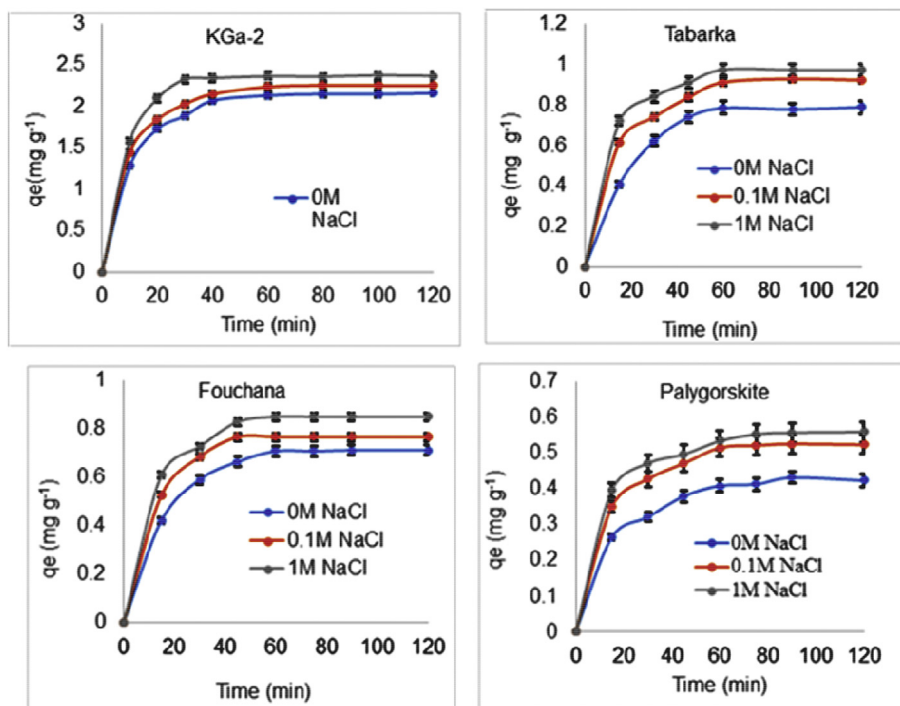 KGa-2
3
2.5
2
1.5
1
0.5
0
qe(mg g-1)
0M
NaCl
0 20 40 60 80 100 120
Time (min)
Tabarka
1.2
1
0.8
0.6
0.4
0.2
0
qe (mg g-1)
0M NaCl
0.1M NaCl
1M NaCl
0 20 40 60 80 100 120
Time (min)
Fouchana
1
0.8
0.6
0.4
0.2
0
qe (mg g-1)
0M NaCl
0.1M NaCl
1M NaCl
0 20 40 60 80 100 120
Time (min)
Palygorskite
0.7
0.6
0.5
0.4
0.3
0.2
0.1
0
qe (mg g-1)
0M NaCl
0.1M NaCl
1M NaCl
0 20 40 60 80 100 120
Time (min)